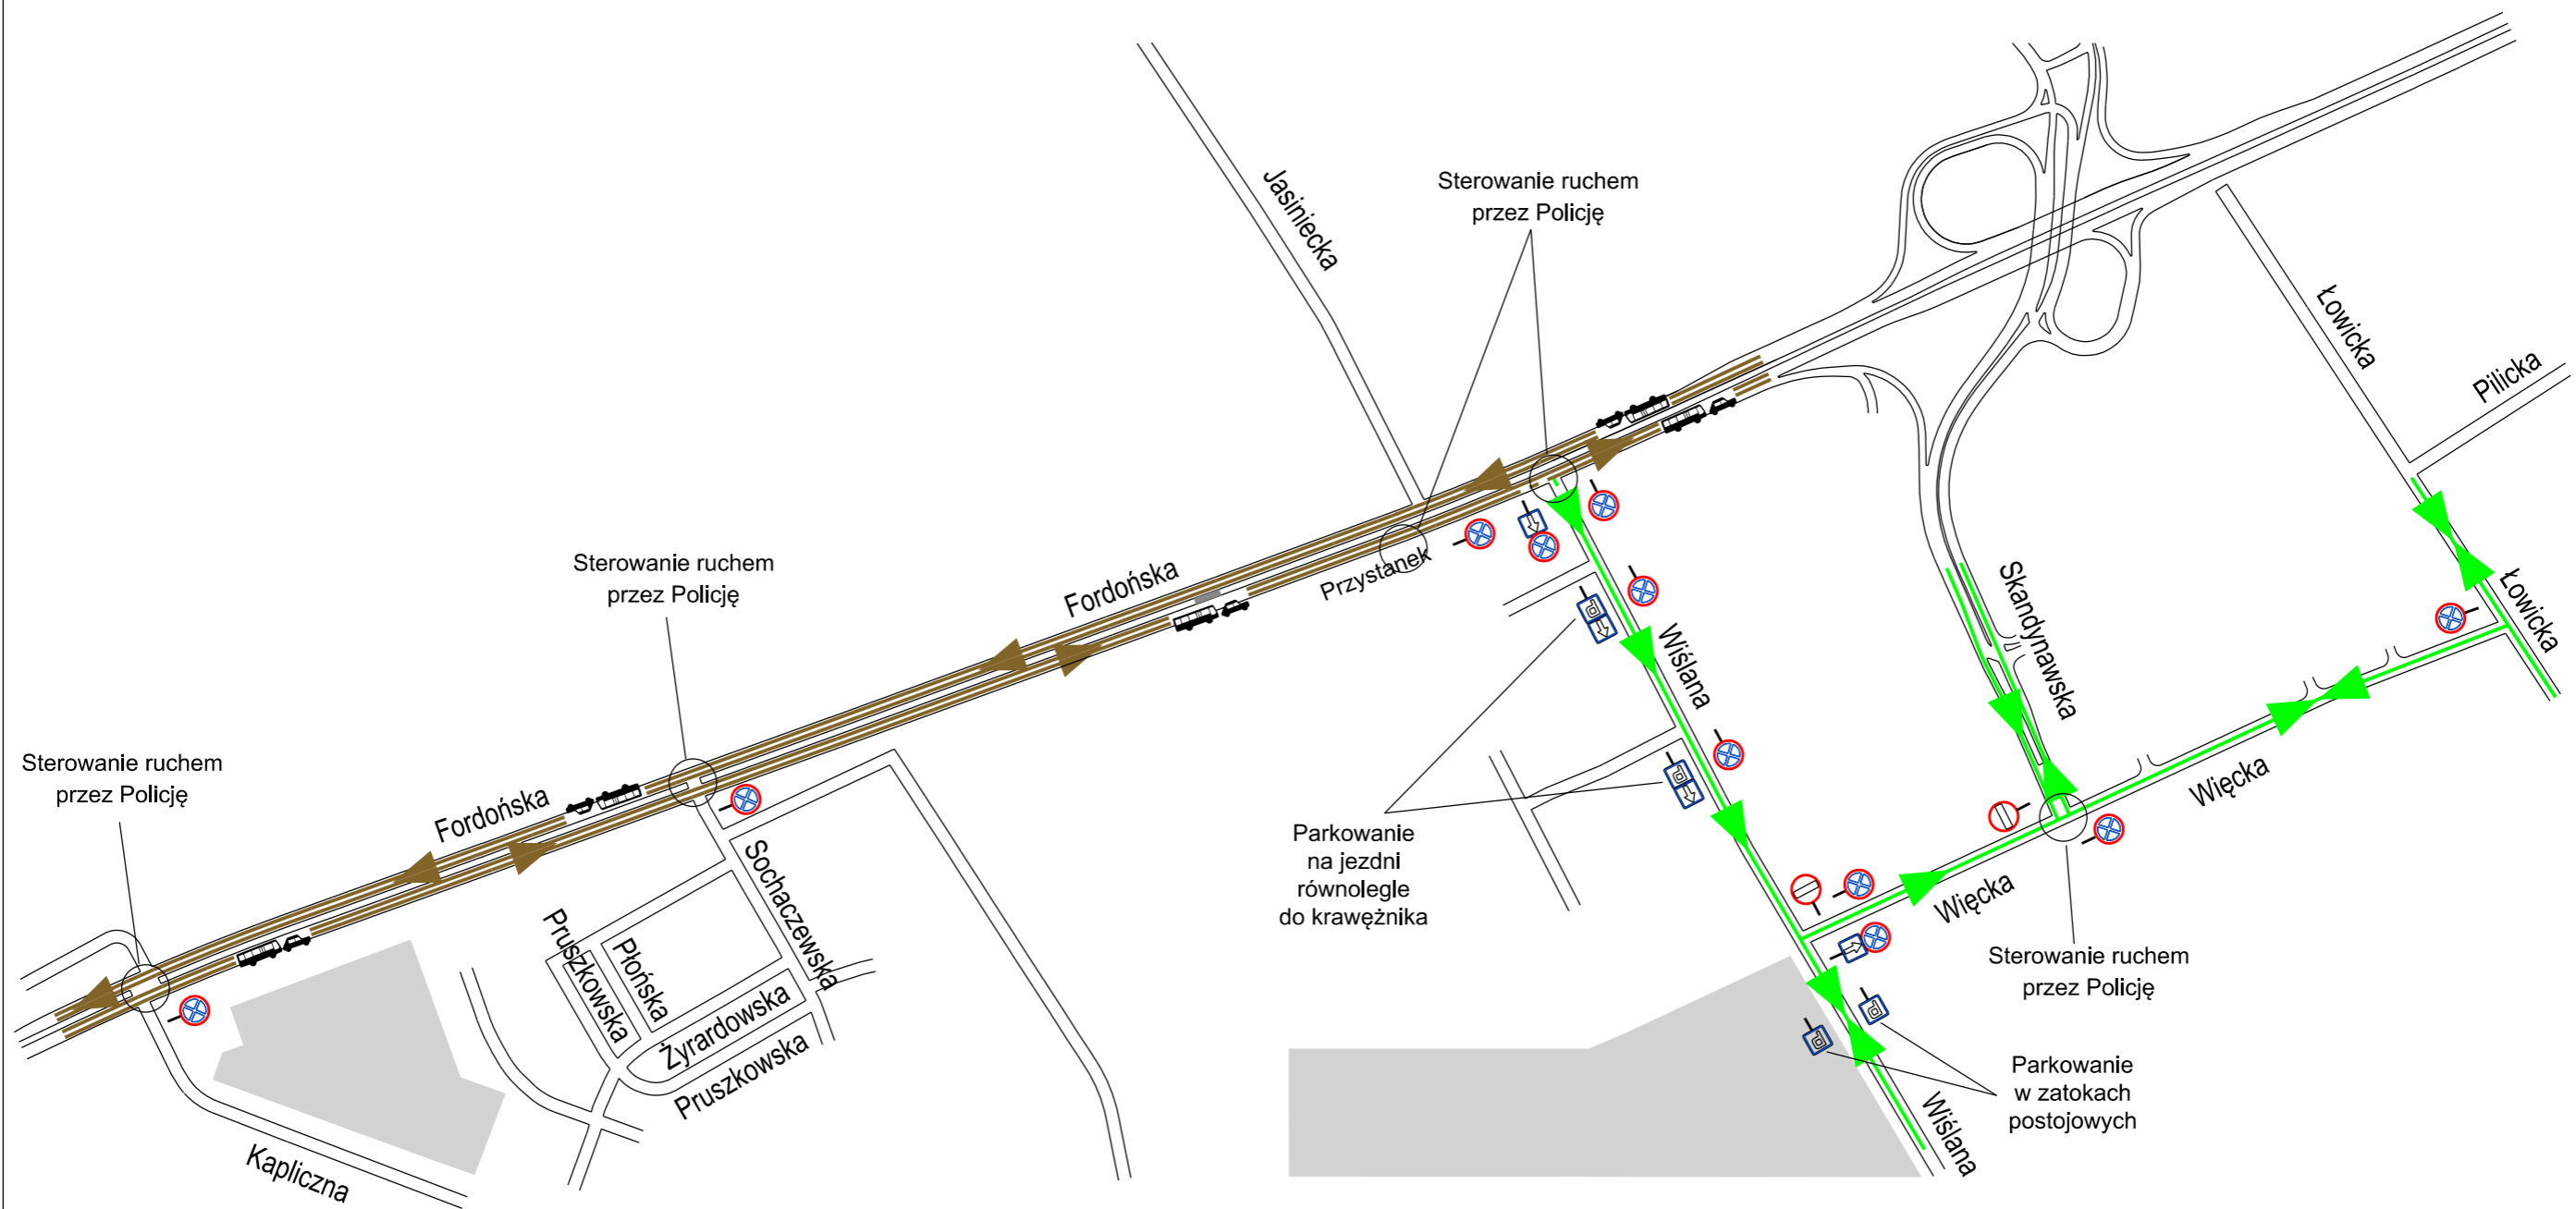 Jasiniecka
Sterowanie ruchem
przez Policję
Łowicka
Pilicka
Sterowanie ruchem
przez Policję
Fordońska
Przystanek
Skandynawska
Łowicka
Wiślana
Sterowanie ruchem
przez Policję
Fordońska
Więcka
Parkowanie
na jezdni
równolegle
do krawężnika
Sochaczewska
Więcka
Pruszkowska
Płońska
Sterowanie ruchem
przez Policję
Żyrardowska
Pruszkowska
Parkowanie
w zatokach
postojowych
Wiślana
Kapliczna